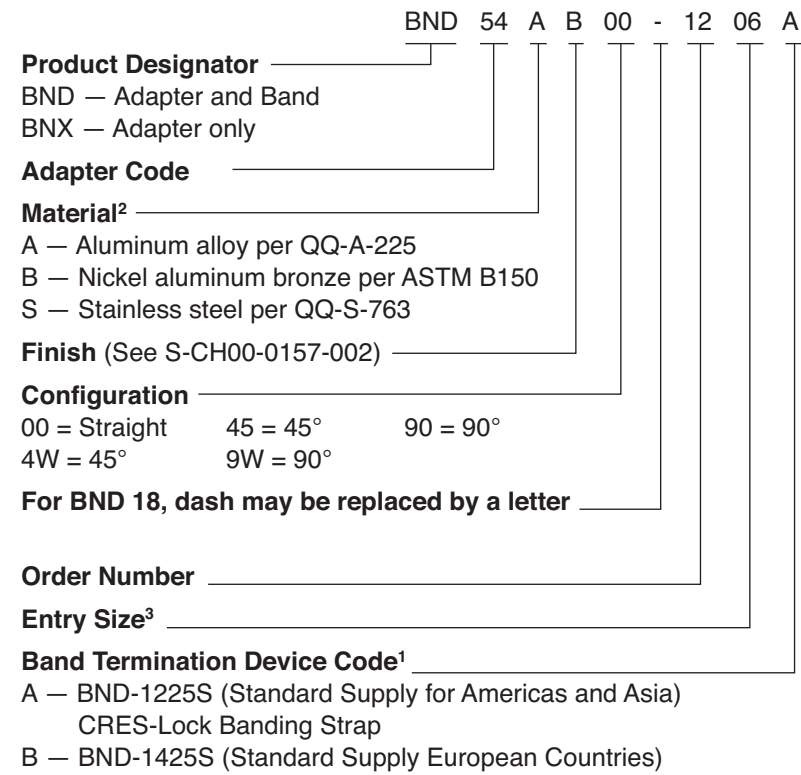 BND 54 A B 00 - 12 06 A
Product Designator
BND — Adapter and Band
BNX — Adapter only
Adapter Code
Material²
A — Aluminum alloy per QQ-A-225
B — Nickel aluminum bronze per ASTM B150
S — Stainless steel per QQ-S-763
Finish (See S-CH00-0157-002)
Configuration
00 = Straight 45 = 45° 90 = 90°
4W = 45° 9W = 90°
For BND 18, dash may be replaced by a letter
Order Number
Entry Size³
Band Termination Device Code¹
A — BND-1225S (Standard Supply for Americas and Asia)
CRES-Lock Banding Strap
B — BND-1425S (Standard Supply European Countries)